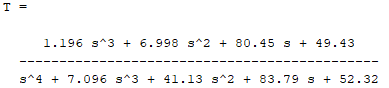 T =
1.196 s^3 + 6.998 s^2 + 80.45 s + 49.43
---------------------------------------------
s^4 + 7.096 s^3 + 41.13 s^2 + 83.79 s + 52.32